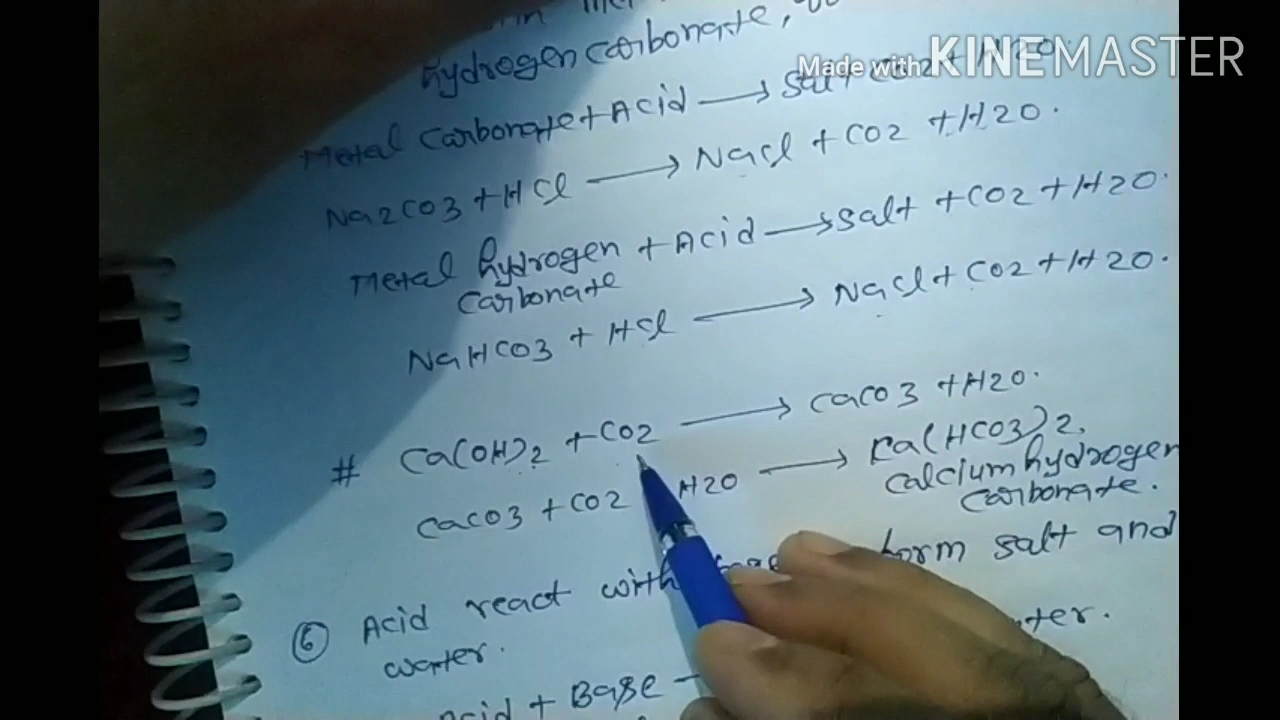 hydrogen carbonate,
Made with KINEMASTER
Metal carbonate + Acid → Salt + CO2 + H2O.
Na2CO3 + HCl → NaCl + CO2 + H2O.
Metal hydrogen + Acid → Salt + CO2 + H2O.
carbonate
NaHCO3 + HCl → NaCl + CO2 + H2O.
# Ca(OH)2 + CO2 → CaCO3 + H2O.
CaCO3 + CO2 H2O → Ca(HCO3)2.
calcium hydrogen
carbonate.
⑥ Acid react with form salt and
water.
Acid + Base